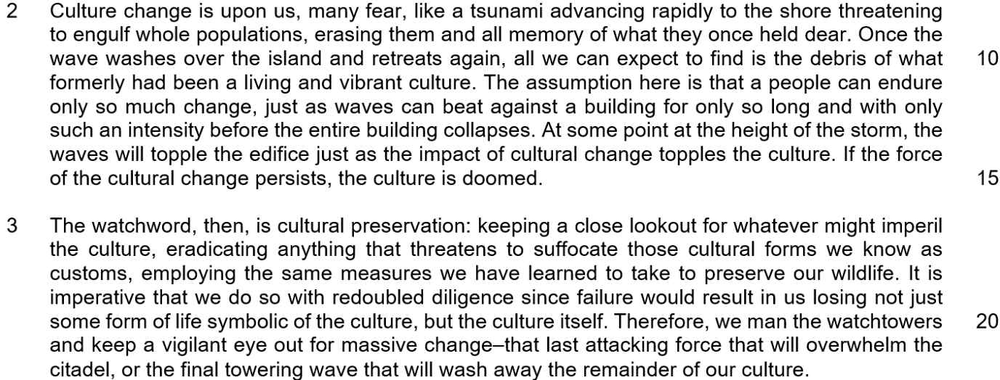 2 Culture change is upon us, many fear, like a tsunami advancing rapidly to the shore threatening
to engulf whole populations, erasing them and all memory of what they once held dear. Once the
wave washes over the island and retreats again, all we can expect to find is the debris of what 10
formerly had been a living and vibrant culture. The assumption here is that a people can endure
only so much change, just as waves can beat against a building for only so long and with only
such an intensity before the entire building collapses. At some point at the height of the storm, the
waves will topple the edifice just as the impact of cultural change topples the culture. If the force
of the cultural change persists, the culture is doomed. 15
3 The watchword, then, is cultural preservation: keeping a close lookout for whatever might imperil
the culture, eradicating anything that threatens to suffocate those cultural forms we know as
customs, employing the same measures we have learned to take to preserve our wildlife. It is
imperative that we do so with redoubled diligence since failure would result in us losing not just
some form of life symbolic of the culture, but the culture itself. Therefore, we man the watchtowers 20
and keep a vigilant eye out for massive change–that last attacking force that will overwhelm the
citadel, or the final towering wave that will wash away the remainder of our culture.